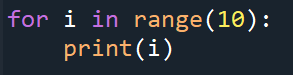 for i in range(10):
    print(i)